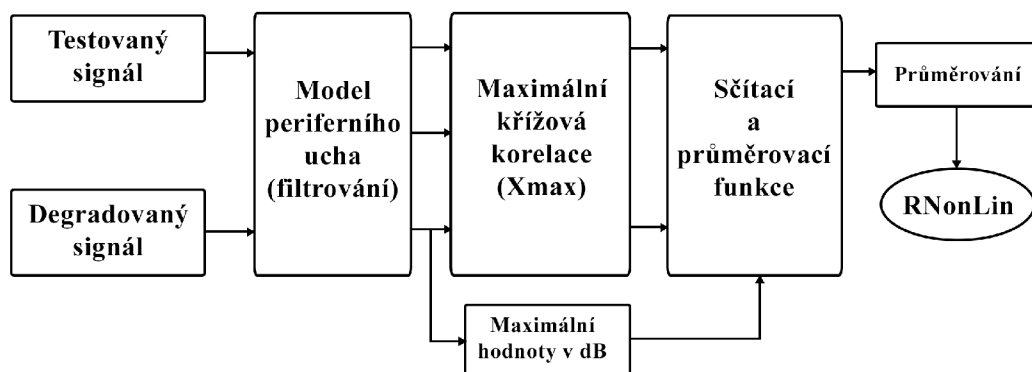 Testovaný
signál
Degradovaný
signál
Model
periferního
ucha
(filtrování)
Maximální
křížová
korelace
(Xmax)
Maximální
hodnoty v dB
Sčítací
a
průměrovací
funkce
Průměrování
RNonLin